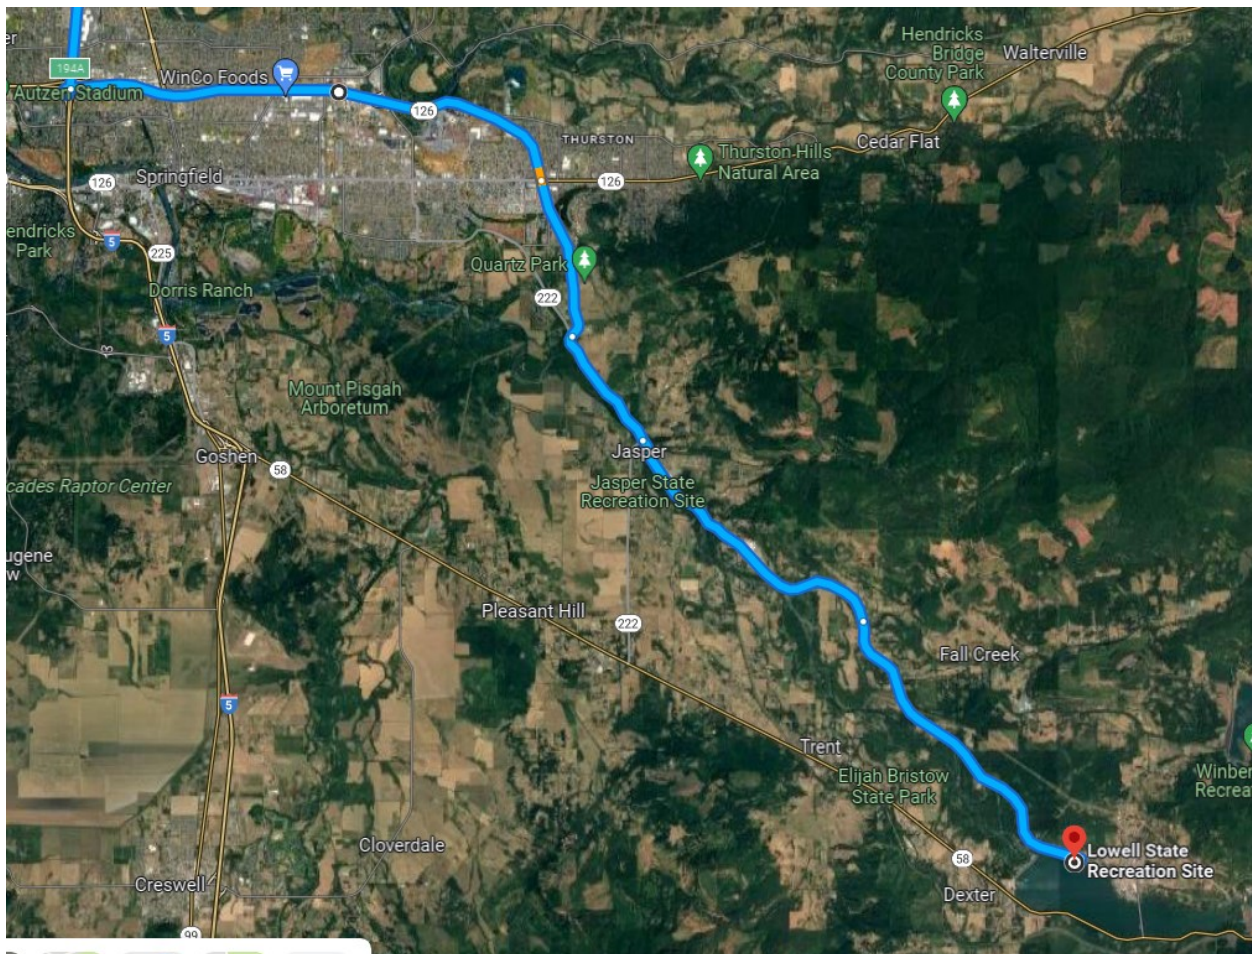 er
194A
Autzen Stadium
WinCo Foods
126
Hendricks
Bridge
County Park
Walterville
THURSTON
Thurston Hills
Natural Area
Cedar Flat
126
Springfield
126
endricks
Park
5
225
Dorris Ranch
Quartz Park
222
5
Mount Pisgah
Arboretum
Goshen
58
Jasper
Jasper State
Recreation Site
cades Raptor Center
ugene
w
Pleasant Hill
222
Fall Creek
5
Trent
Elijah Bristow
State Park
Winber
Recrea
Cloverdale
58
Lowell State
Recreation Site
Creswell
Dexter
99